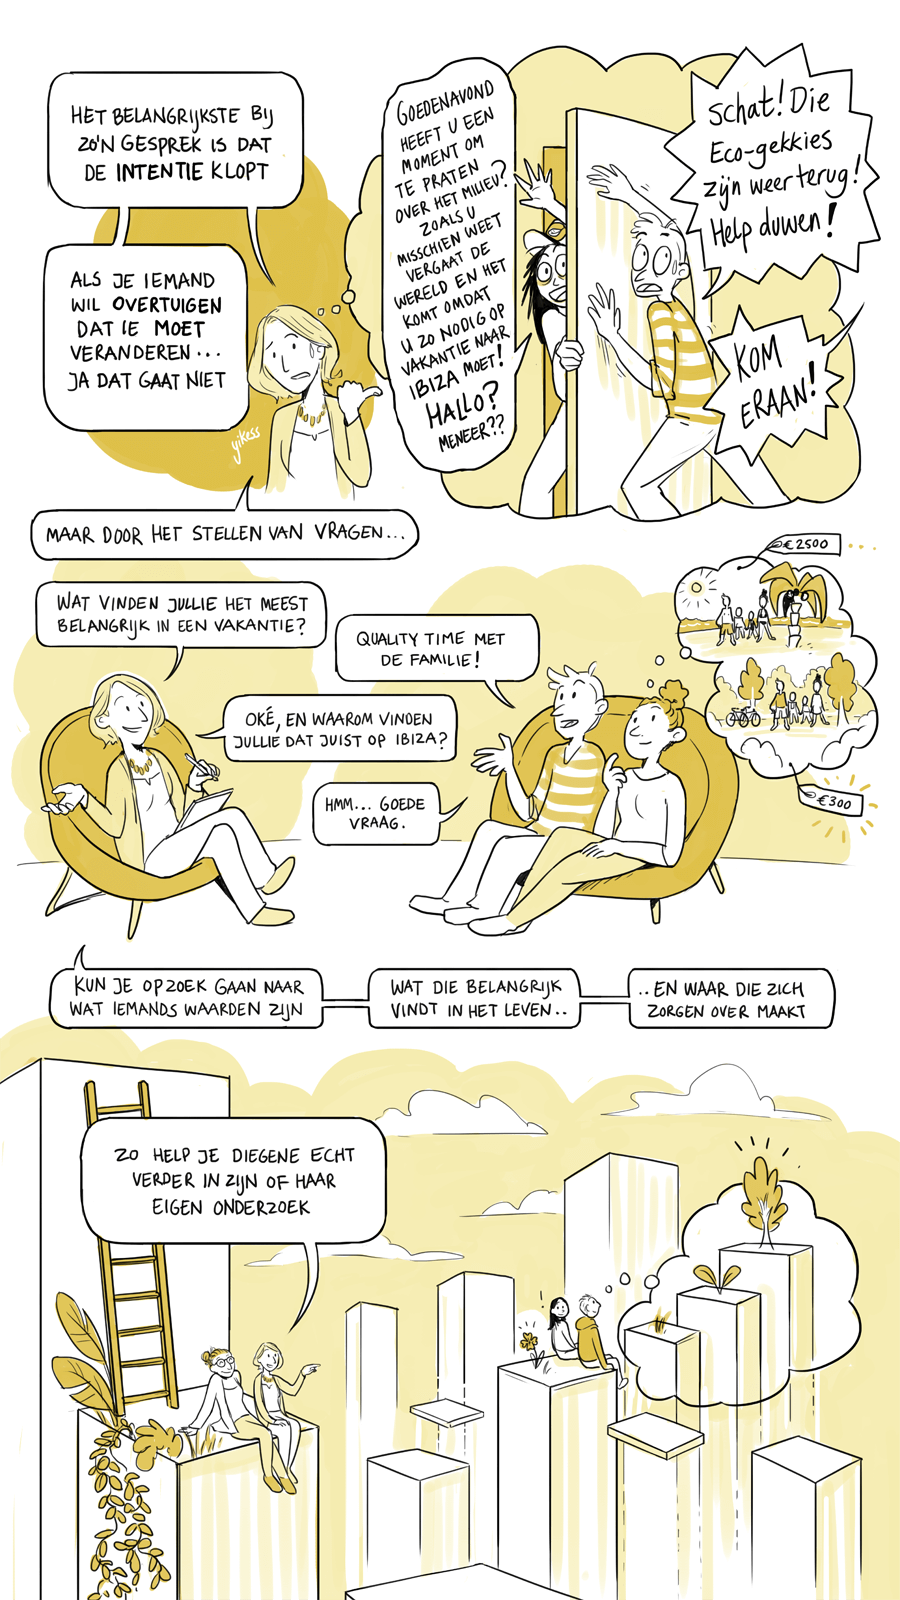 HET BELANGRIJKSTE BIJ
ZO'N GESPREK IS DAT
DE INTENTIE KLOPT
ALS JE IEMAND
WIL OVERTUIGEN
DAT IE MOET
VERANDEREN...
JA DAT GAAT NIET
yikess
GOEDENAVOND
HEEFT U EEN
MOMENT OM
TE PRATEN
OVER HET MILIEU?
ZOALS U
MISSCHIEN WEET
VERGAAT DE
WERELD EN HET
KOMT OMDAT
U ZO NODIG OP
VAKANTIE NAAR
IBIZA MOET!
HALLO?
MENEER??
Schat! Die
Eco-gekkies
zijn weer terug!
Help duwen!
KOM
ERAAN!
MAAR DOOR HET STELLEN VAN VRAGEN...
WAT VINDEN JULLIE HET MEEST
BELANGRIJK IN EEN VAKANTIE?
QUALITY TIME MET
DE FAMILIE!
€2500
OKÉ, EN WAAROM VINDEN
JULLIE DAT JUIST OP IBIZA?
HMM... GOEDE
VRAAG.
€300
KUN JE OP ZOEK GAAN NAAR
WAT IEMANDS WAARDEN ZIJN
WAT DIE BELANGRIJK
VINDT IN HET LEVEN..
..EN WAAR DIE ZICH
ZORGEN OVER MAAKT
ZO HELP JE DIEGENE ECHT
VERDER IN ZIJN OF HAAR
EIGEN ONDERZOEK
!